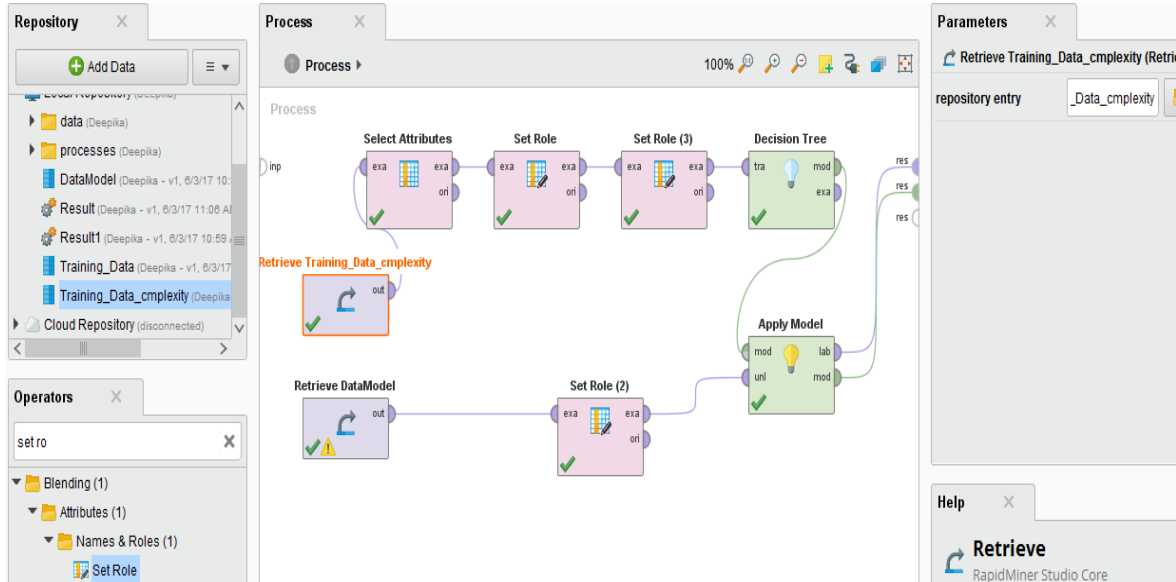 Repository
Add Data
Local Repository (Deepika)
data (Deepika)
processes (Deepika)
DataModel (Deepika - v1, 6/3/17 10:
Result (Deepika - v1, 6/3/17 11:06 AI
Result1 (Deepika - v1, 6/3/17 10:59
Training_Data (Deepika - v1, 6/3/17
Training_Data_cmplexity (Deepika
Cloud Repository (disconnected)
Operators
set ro
Blending (1)
Attributes (1)
Names & Roles (1)
Set Role
Process
Process
100%
Process
inp
Select Attributes
exa exa
ori
Set Role
exa exa
ori
Set Role (3)
exa exa
ori
Decision Tree
tra mod
exa
res
res
res
Retrieve Training_Data_cmplexity
out
Apply Model
mod lab
unl mod
Retrieve DataModel
out
Set Role (2)
exa exa
ori
Parameters
Retrieve Training_Data_cmplexity (Retrie
repository entry
_Data_cmplexity
Help
Retrieve
RapidMiner Studio Core